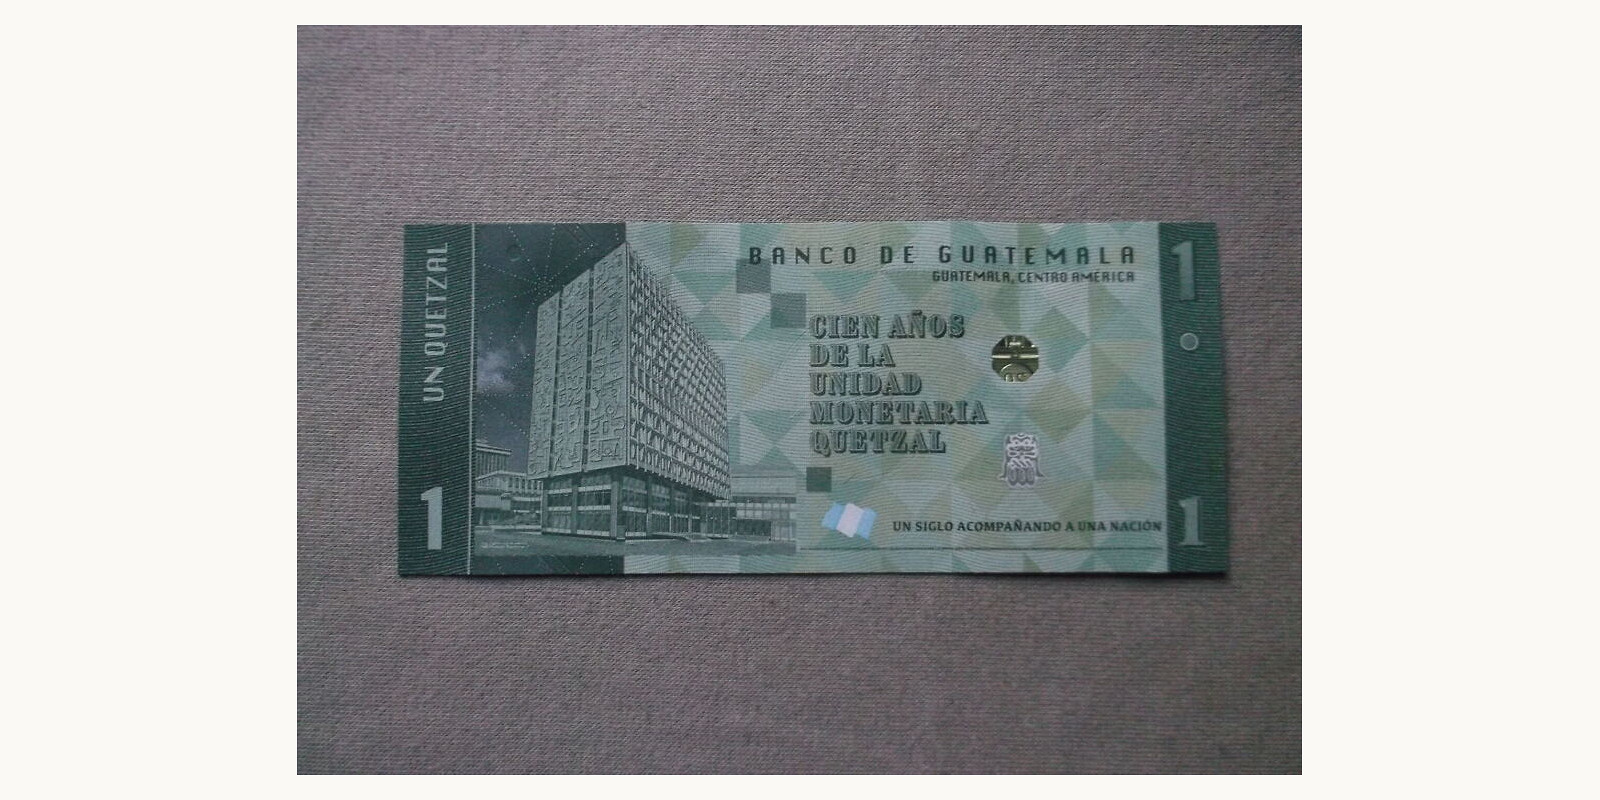 UN QUETZAL
1
BANCO DE GUATEMALA
GUATEMALA, CENTRO AMÉRICA
CIEN AÑOS
DE LA
UNIDAD
MONETARIA
QUETZAL
UN SIGLO ACOMPAÑANDO A UNA NACIÓN
1
1